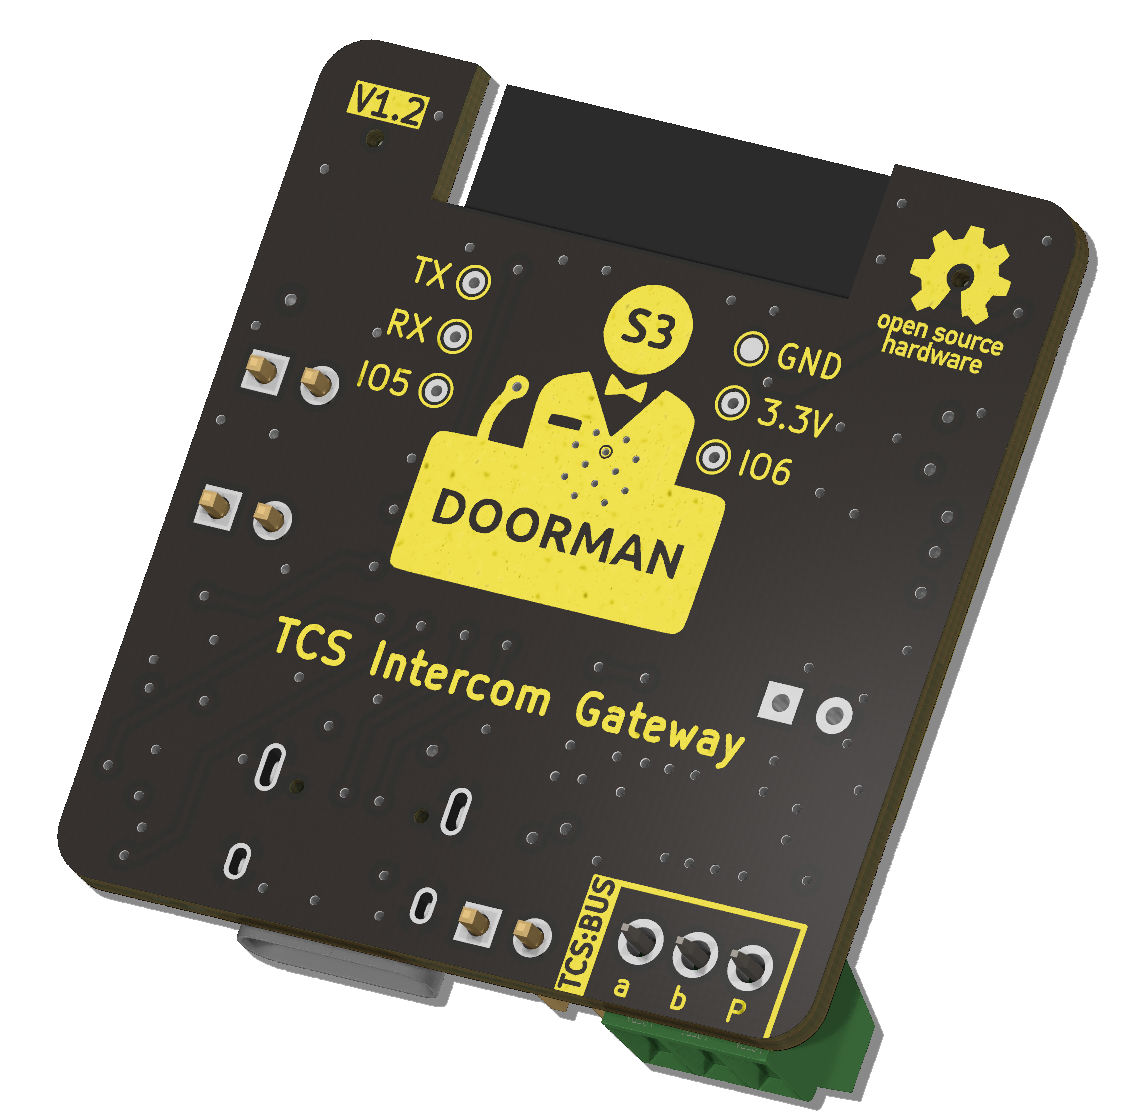 V1.2
TX
RX
IO5
S3
GND
3.3V
IO6
open source
hardware
DOORMAN
TCS Intercom Gateway
TCS:BUS
a
b
P